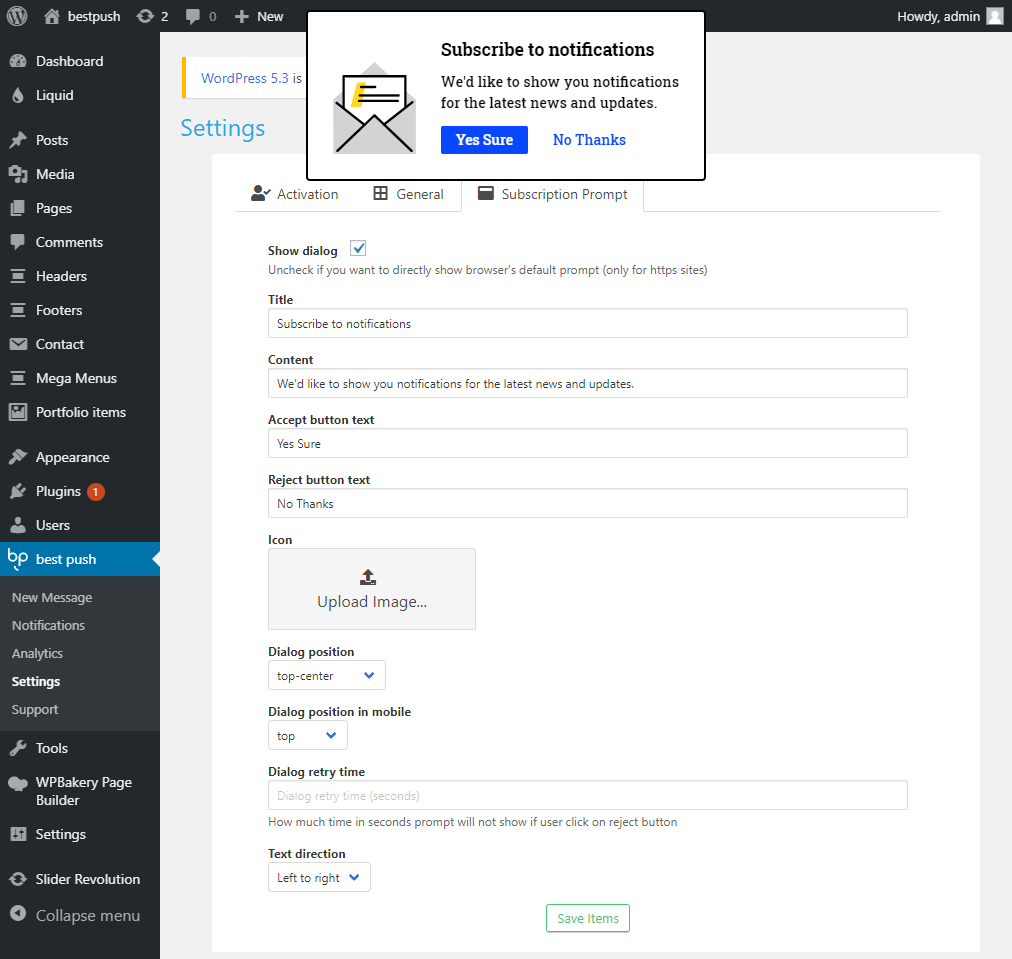 bestpush
2
0
New
Howdy, admin
Dashboard
Liquid
Posts
Media
Pages
Comments
Headers
Footers
Contact
Mega Menus
Portfolio items
Appearance
Plugins 1
Users
bp best push
New Message
Notifications
Analytics
Settings
Support
Tools
WPBakery Page
Builder
Settings
Slider Revolution
Collapse menu
Subscribe to notifications
We'd like to show you notifications
for the latest news and updates.
Yes Sure
No Thanks
WordPress 5.3 is
Settings
Activation
General
Subscription Prompt
Show dialog
Uncheck if you want to directly show browser's default prompt (only for https sites)
Title
Subscribe to notifications
Content
We'd like to show you notifications for the latest news and updates.
Accept button text
Yes Sure
Reject button text
No Thanks
Icon
Upload Image...
Dialog position
top-center
Dialog position in mobile
top
Dialog retry time
Dialog retry time (seconds)
How much time in seconds prompt will not show if user click on reject button
Text direction
Left to right
Save Items